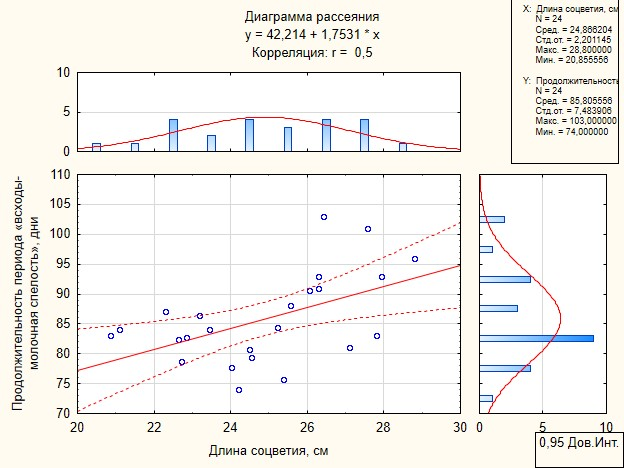 Диаграмма рассеяния
y = 42,214 + 1,7531 * x
Корреляция: r = 0,5
X: Длина соцветия, см
N = 24
Сред. = 24,866204
Стд.от. = 2,201145
Макс. = 28,800000
Мин. = 20,855556
Y: Продолжительность
N = 24
Сред. = 85,805556
Стд.от. = 7,483906
Макс. = 103,000000
Мин. = 74,000000
10
5
0
110
105
100
95
90
85
80
75
70
20 22 24 26 28 30
0 5 10
Продолжительность периода «всходы-
молочная спелость», дни
Длина соцветия, см
0,95 Дов.Инт.